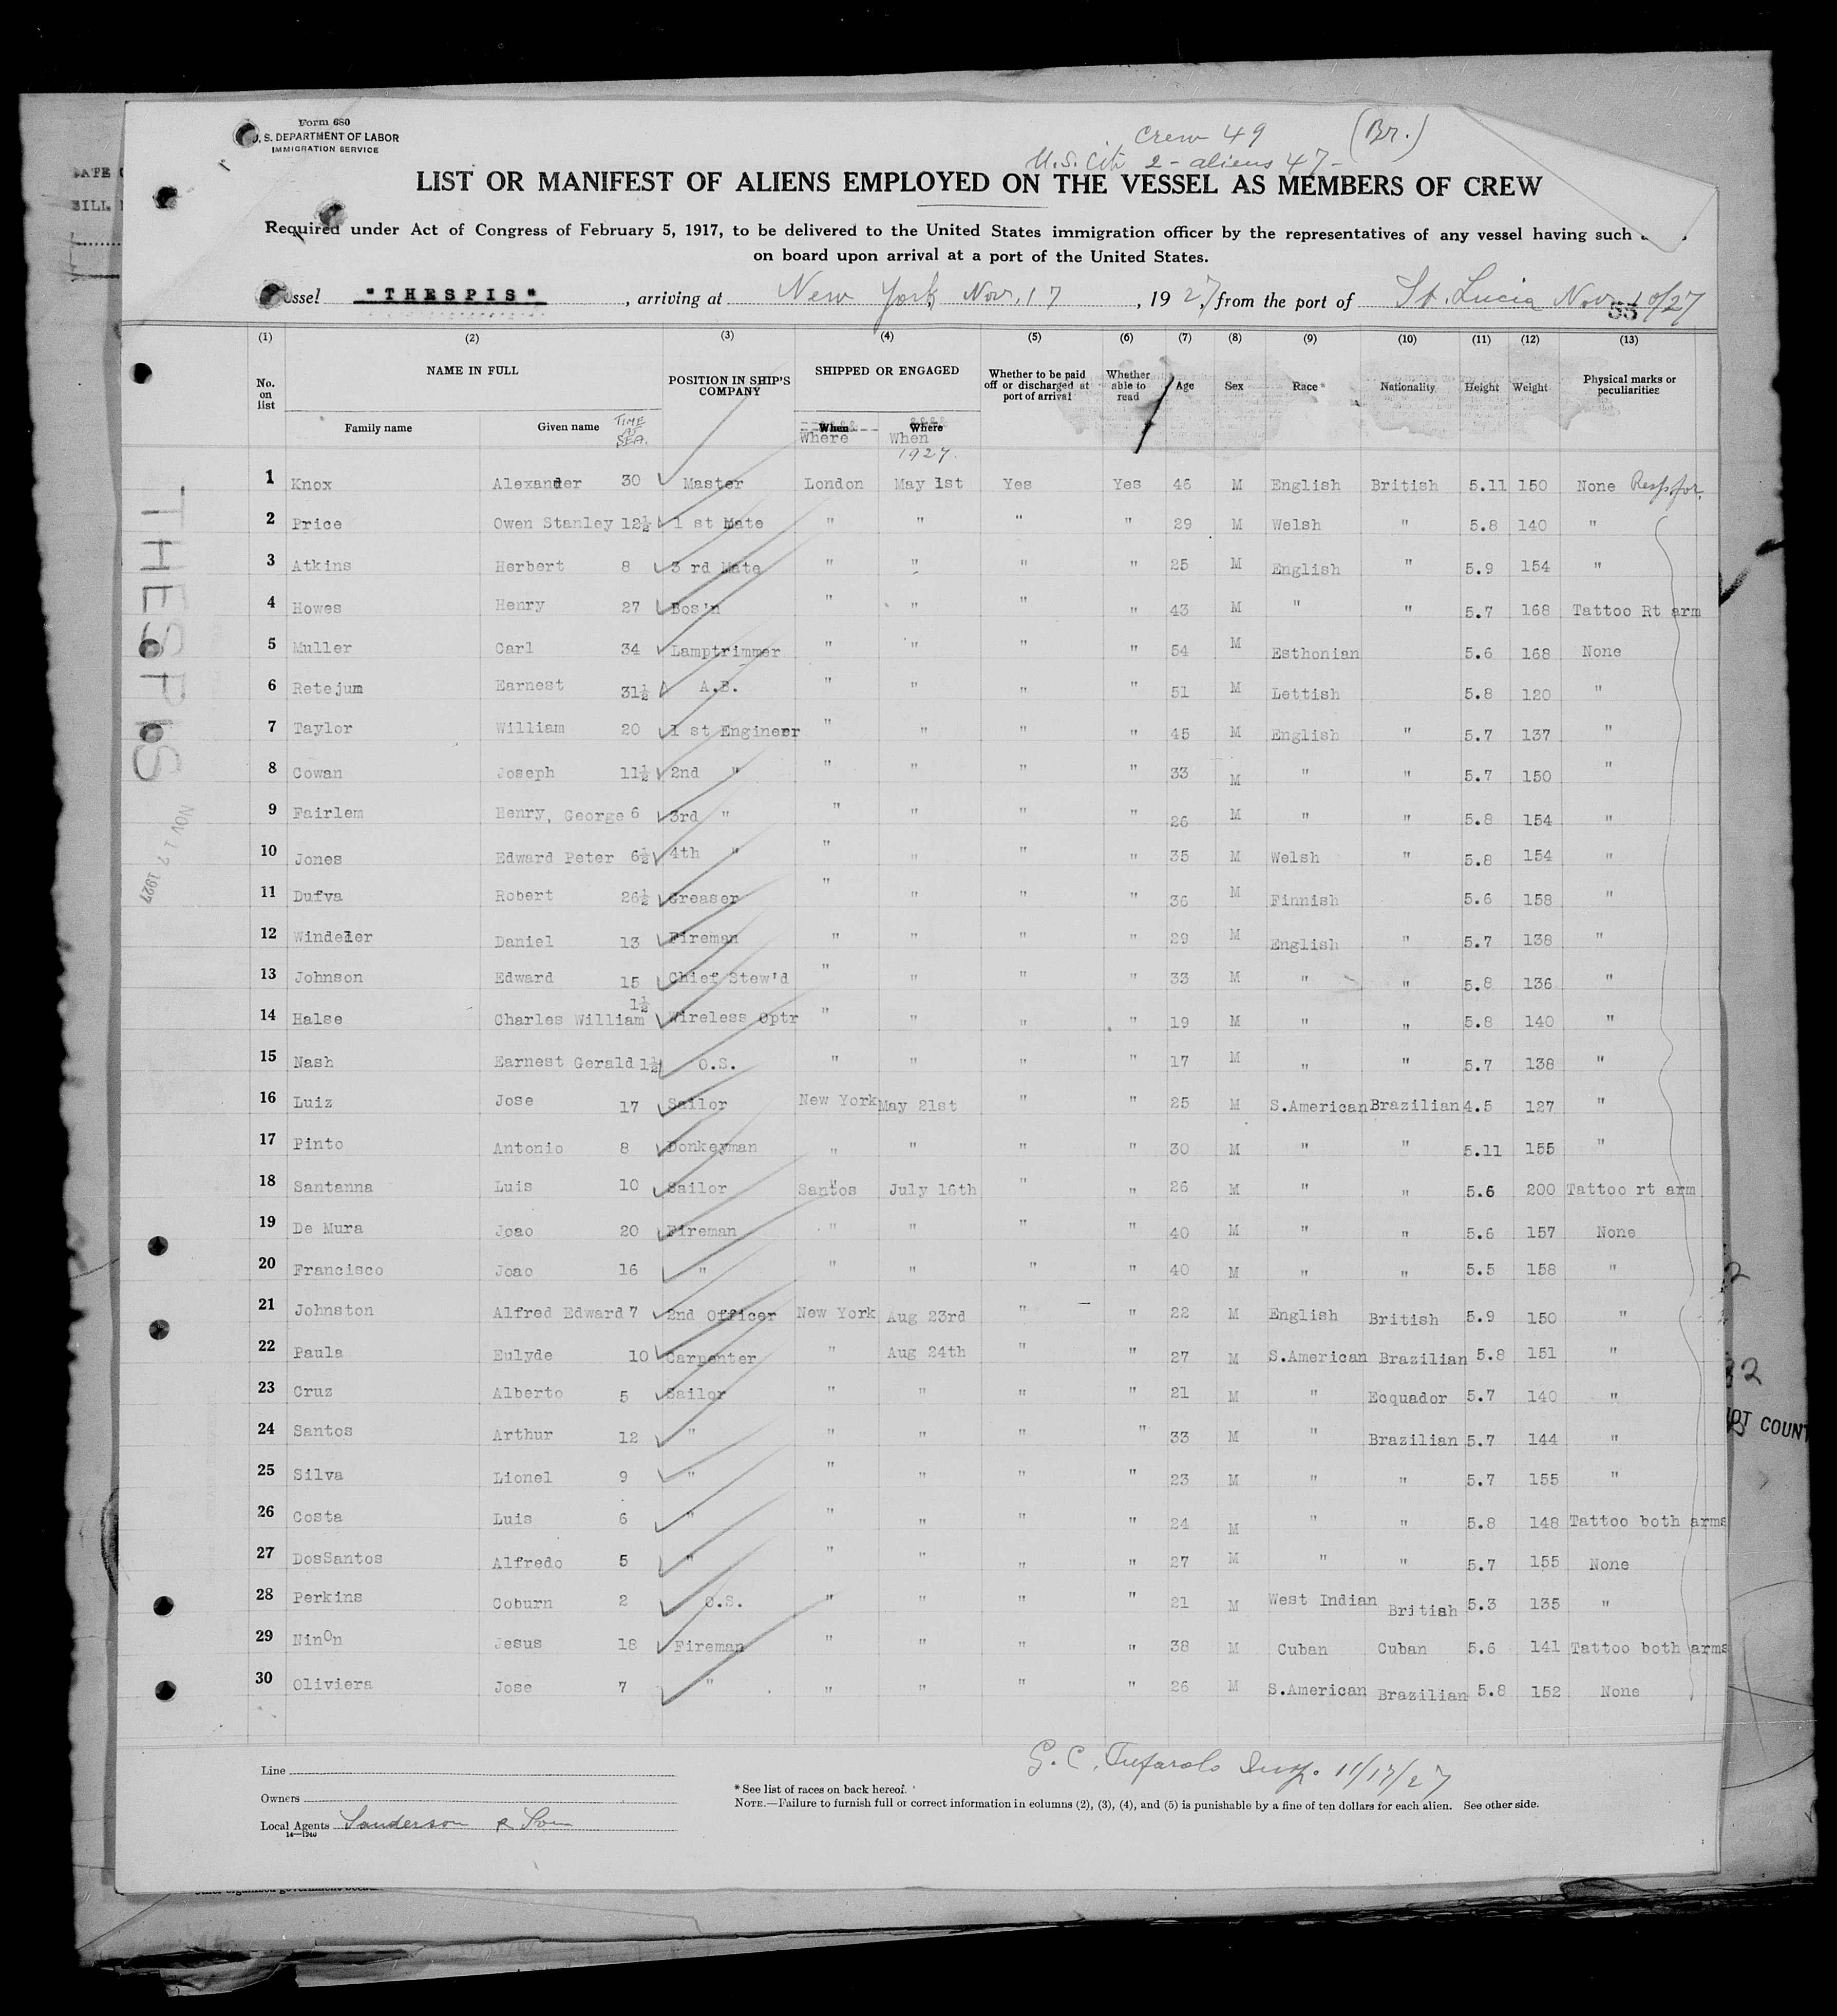 Form 680
U. S. DEPARTMENT OF LABOR
IMMIGRATION SERVICE
Crew 49 (Br.)
U.S. Cit 2 - aliens 47 -
LIST OR MANIFEST OF ALIENS EMPLOYED ON THE VESSEL AS MEMBERS OF CREW
Required under Act of Congress of February 5, 1917, to be delivered to the United States immigration officer by the representatives of any vessel having such
on board upon arrival at a port of the United States.
ssel "THESPIS", arriving at New York, Nov. 17, 1927, from the port of St. Lucia Nov. 10/27
53
(1) (2) (3) (4) (5) (6) (7) (8) (9) (10) (11) (12) (13)
No. on list NAME IN FULL POSITION IN SHIP'S COMPANY SHIPPED OR ENGAGED Whether to be paid off or discharged at port of arrival Whether able to read Age Sex Race* Nationality Height Weight Physical marks or peculiarities
Family name Given name TIME AT SEA. When Where
Where When
1927.
1 Knox Alexander 30 Master London May 1st Yes Yes 46 M English British 5.11 150 None
2 Price Owen Stanley 12½ 1 st Mate " " " " 29 M Welsh " 5.8 140 "
3 Atkins Herbert 8 3 rd Mate " " " " 25 M English " 5.9 154 "
4 Howes Henry 27 Bos'n " " " " 43 M " " 5.7 168 Tattoo Rt arm
5 Muller Carl 34 Lamptrimmer " " " " 54 M Esthonian 5.6 168 None
6 Retejum Earnest 31½ A.B. " " " " 51 M Lettish 5.8 120 "
7 Taylor William 20 1 st Engineer " " " " 45 M English " 5.7 137 "
8 Cowan Joseph 11½ 2nd " " " " " 33 M " " 5.7 150 "
9 Fairlem Henry, George 6 3rd " " " " " 26 M " " 5.8 154 "
10 Jones Edward Peter 6½ 4th " " " " " 35 M Welsh " 5.8 154 "
11 Dufva Robert 26½ Greaser " " " " 36 M Finnish 5.6 158 "
12 Windeler Daniel 13 Fireman " " " " 29 M English " 5.7 138 "
13 Johnson Edward 15 Chief Stew'd " " " " 33 M " " 5.8 136 "
14 Halse Charles William 1½ Wireless Optr " " " " 19 M " " 5.8 140 "
15 Nash Earnest Gerald 1½ O.S. " " " " 17 M " " 5.7 138 "
16 Luiz Jose 17 Sailor New York May 21st " " 25 M S.American Brazilian 4.5 127 "
17 Pinto Antonio 8 Donkeyman " " " " 30 M " " 5.11 155 "
18 Santanna Luis 10 Sailor Santos July 16th " " 26 M " " 5.6 200 Tattoo rt arm
19 De Mura Joao 20 Fireman " " " " 40 M " " 5.6 157 None
20 Francisco Joao 16 " " " " " 40 M " " 5.5 158 "
21 Johnston Alfred Edward 7 2nd Officer New York Aug 23rd " " 22 M English British 5.9 150 "
22 Paula Eulyde 10 Carpenter " Aug 24th " " 27 M S.American Brazilian 5.8 151 "
23 Cruz Alberto 5 Sailor " " " " 21 M " Ecquador 5.7 140 "
24 Santos Arthur 12 " " " " " 33 M " Brazilian 5.7 144 "
25 Silva Lionel 9 " " " " " 23 M " " 5.7 155 "
26 Costa Luis 6 " " " " " 24 M " " 5.8 148 Tattoo both arms
27 DosSantos Alfredo 5 " " " " " 27 M " " 5.7 155 None
28 Perkins Coburn 2 O.S. " " " " 21 M West Indian British 5.3 135 "
29 NinOn Jesus 18 Fireman " " " " 38 M Cuban Cuban 5.6 141 Tattoo both arms
30 Oliviera Jose 7 " " " " " 26 M S.American Brazilian 5.8 152 None
THESPIS
NOV 17 1927
OT COUNT
Line
Owners
Local Agents Sanderson & Son
14—1240
* See list of races on back hereof.
NOTE.—Failure to furnish full or correct information in columns (2), (3), (4), and (5) is punishable by a fine of ten dollars for each alien. See other side.
G. C. Insp. 11/17/27